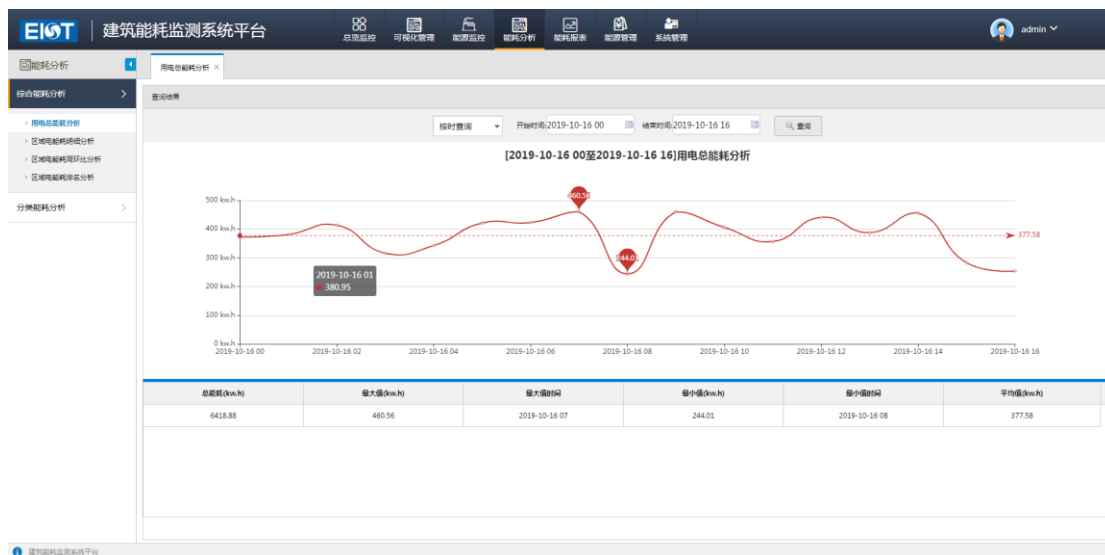 EIOT 建筑能耗监测系统平台 总览监控 可视化管理 能源监控 能耗分析 能耗报表 能源管理 系统管理 admin
能耗分析
用电总能耗分析 ×
综合能耗分析
查询结果
用电总能耗分析
区域电能耗明细分析
区域电能耗同环比分析
区域电能耗排名分析
分类能耗分析
按时查询 开始时间:2019-10-16 00 结束时间:2019-10-16 16 查询
[2019-10-16 00至2019-10-16 16]用电总能耗分析
500 kw.h
400 kw.h
300 kw.h
200 kw.h
100 kw.h
0 kw.h
460.56
244.01
377.58
2019-10-16 01
380.95
2019-10-16 00 2019-10-16 02 2019-10-16 04 2019-10-16 06 2019-10-16 08 2019-10-16 10 2019-10-16 12 2019-10-16 14 2019-10-16 16
总能耗(kw.h) 最大值(kw.h) 最大值时间 最小值(kw.h) 最小值时间 平均值(kw.h)
6418.88 460.56 2019-10-16 07 244.01 2019-10-16 08 377.58
建筑能耗监测系统平台